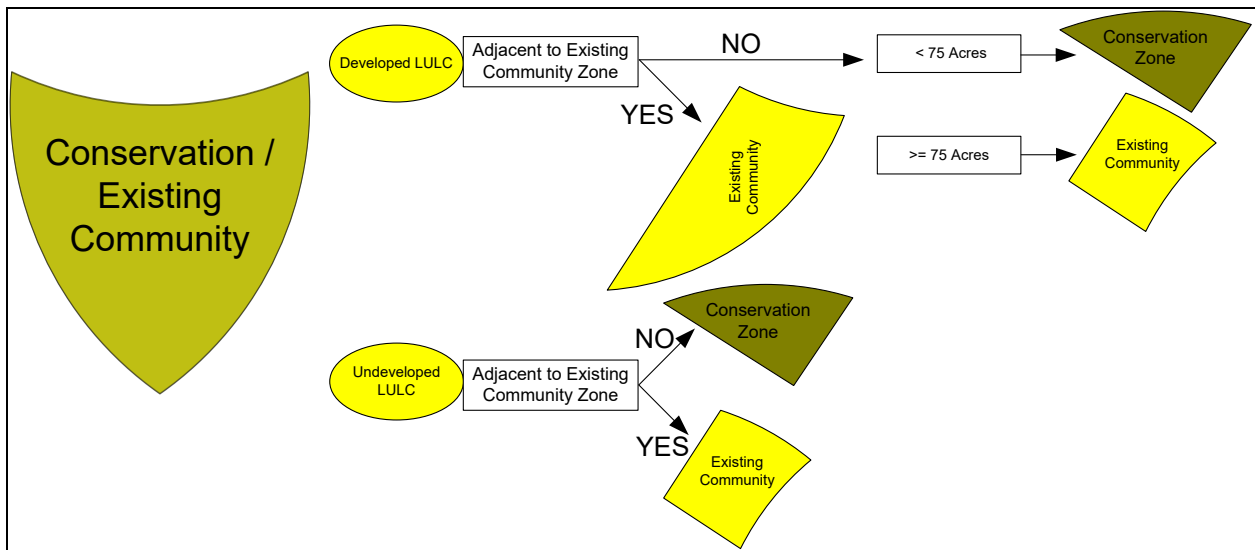 Conservation /
Existing
Community
Developed LULC
Adjacent to Existing
Community Zone
NO
< 75 Acres
Conservation
Zone
YES
Existing
Community
>= 75 Acres
Existing
Community
Undeveloped
LULC
Adjacent to Existing
Community Zone
NO
Conservation
Zone
YES
Existing
Community